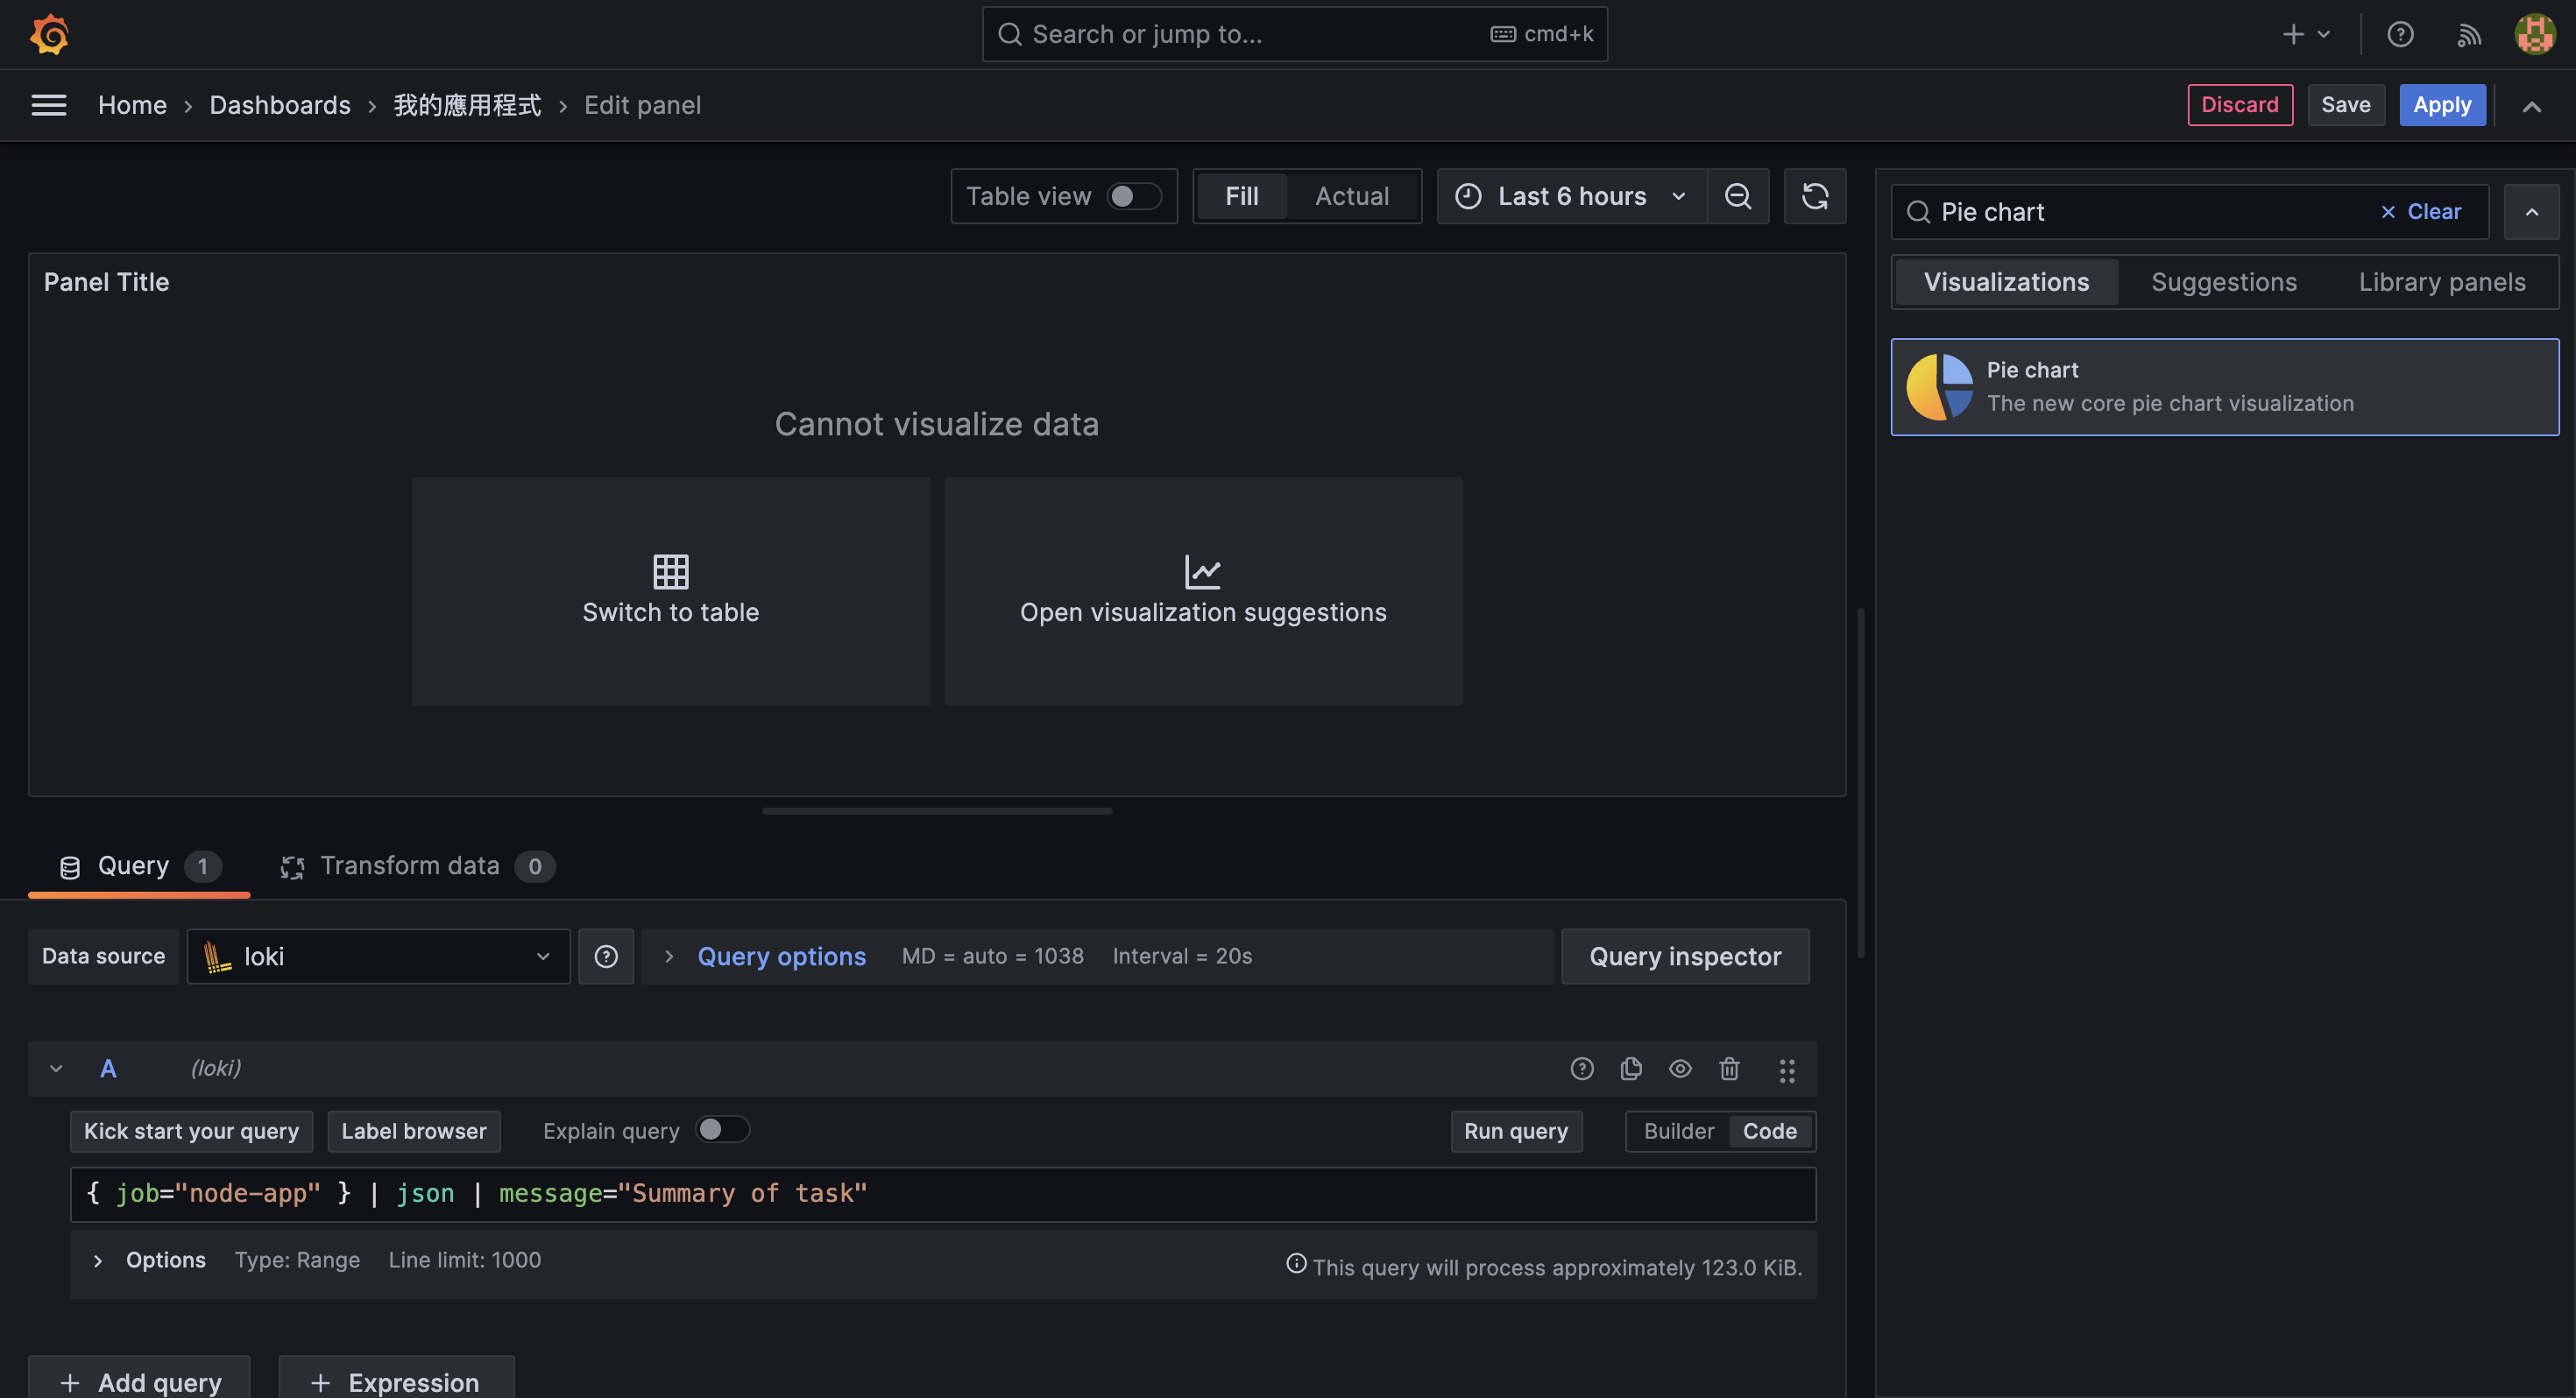 Search or jump to...
cmd+k
Home › Dashboards › 我的應用程式 › Edit panel
Discard
Save
Apply
Table view
Fill
Actual
Last 6 hours
Pie chart
Clear
Visualizations
Suggestions
Library panels
Pie chart
The new core pie chart visualization
Panel Title
Cannot visualize data
Switch to table
Open visualization suggestions
Query 1
Transform data 0
Data source
loki
Query options
MD = auto = 1038
Interval = 20s
Query inspector
A
(loki)
Kick start your query
Label browser
Explain query
Run query
Builder
Code
{ job="node-app" } | json | message="Summary of task"
Options
Type: Range
Line limit: 1000
This query will process approximately 123.0 KiB.
+ Add query
+ Expression